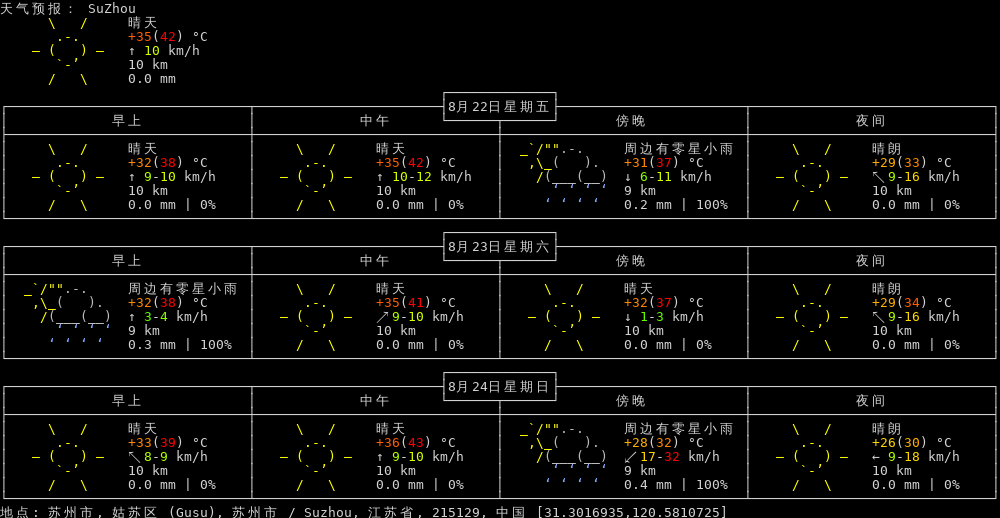 天气预报： SuZhou
晴天
+35(42) °C
↑ 10 km/h
10 km
0.0 mm
8月22日星期五
早上 中午 傍晚 夜间
晴天 晴天 周边有零星小雨 晴朗
+32(38) °C +35(42) °C +31(37) °C +29(33) °C
↑ 9-10 km/h ↑ 10-12 km/h ↓ 6-11 km/h ↖ 9-16 km/h
10 km 10 km 9 km 10 km
0.0 mm | 0% 0.0 mm | 0% 0.2 mm | 100% 0.0 mm | 0%
8月23日星期六
早上 中午 傍晚 夜间
周边有零星小雨 晴天 晴天 晴朗
+32(38) °C +35(41) °C +32(37) °C +29(34) °C
↑ 3-4 km/h ↗ 9-10 km/h ↓ 1-3 km/h ↖ 9-16 km/h
9 km 10 km 10 km 10 km
0.3 mm | 100% 0.0 mm | 0% 0.0 mm | 0% 0.0 mm | 0%
8月24日星期日
早上 中午 傍晚 夜间
晴天 晴天 周边有零星小雨 晴朗
+33(39) °C +36(43) °C +28(32) °C +26(30) °C
↖ 8-9 km/h ↑ 9-10 km/h ↙ 17-32 km/h ← 9-18 km/h
10 km 10 km 9 km 10 km
0.0 mm | 0% 0.0 mm | 0% 0.4 mm | 100% 0.0 mm | 0%
地点: 苏州市, 姑苏区 (Gusu), 苏州市 / Suzhou, 江苏省, 215129, 中国 [31.3016935,120.5810725]